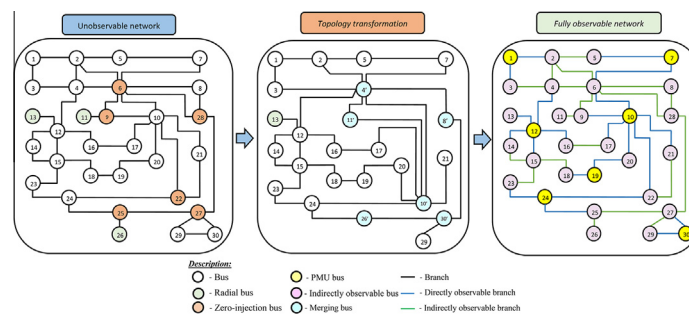 Unobservable network
Topology transformation
Fully observable network
1 2 5 7
3 4 6 8
13 11 9 10 28
12
14 16 17 21
15 20
18 19
23 24 22
25 27
26 29 30
1 2 5 7
3 4' 8'
13 11'
12
14 16 17
15 20 21
18 19
23 24 10'
26' 30'
29
1 2 5 7
3 4 6 8
13 11 9 10 28
12
14 16 17 21
15 20
18 19
23 24 22
25 27
26 29 30
Description:
- Bus
- Radial bus
- Zero-injection bus
- PMU bus
- Indirectly observable bus
- Merging bus
- Branch
- Directly observable branch
- Indirectly observable branch